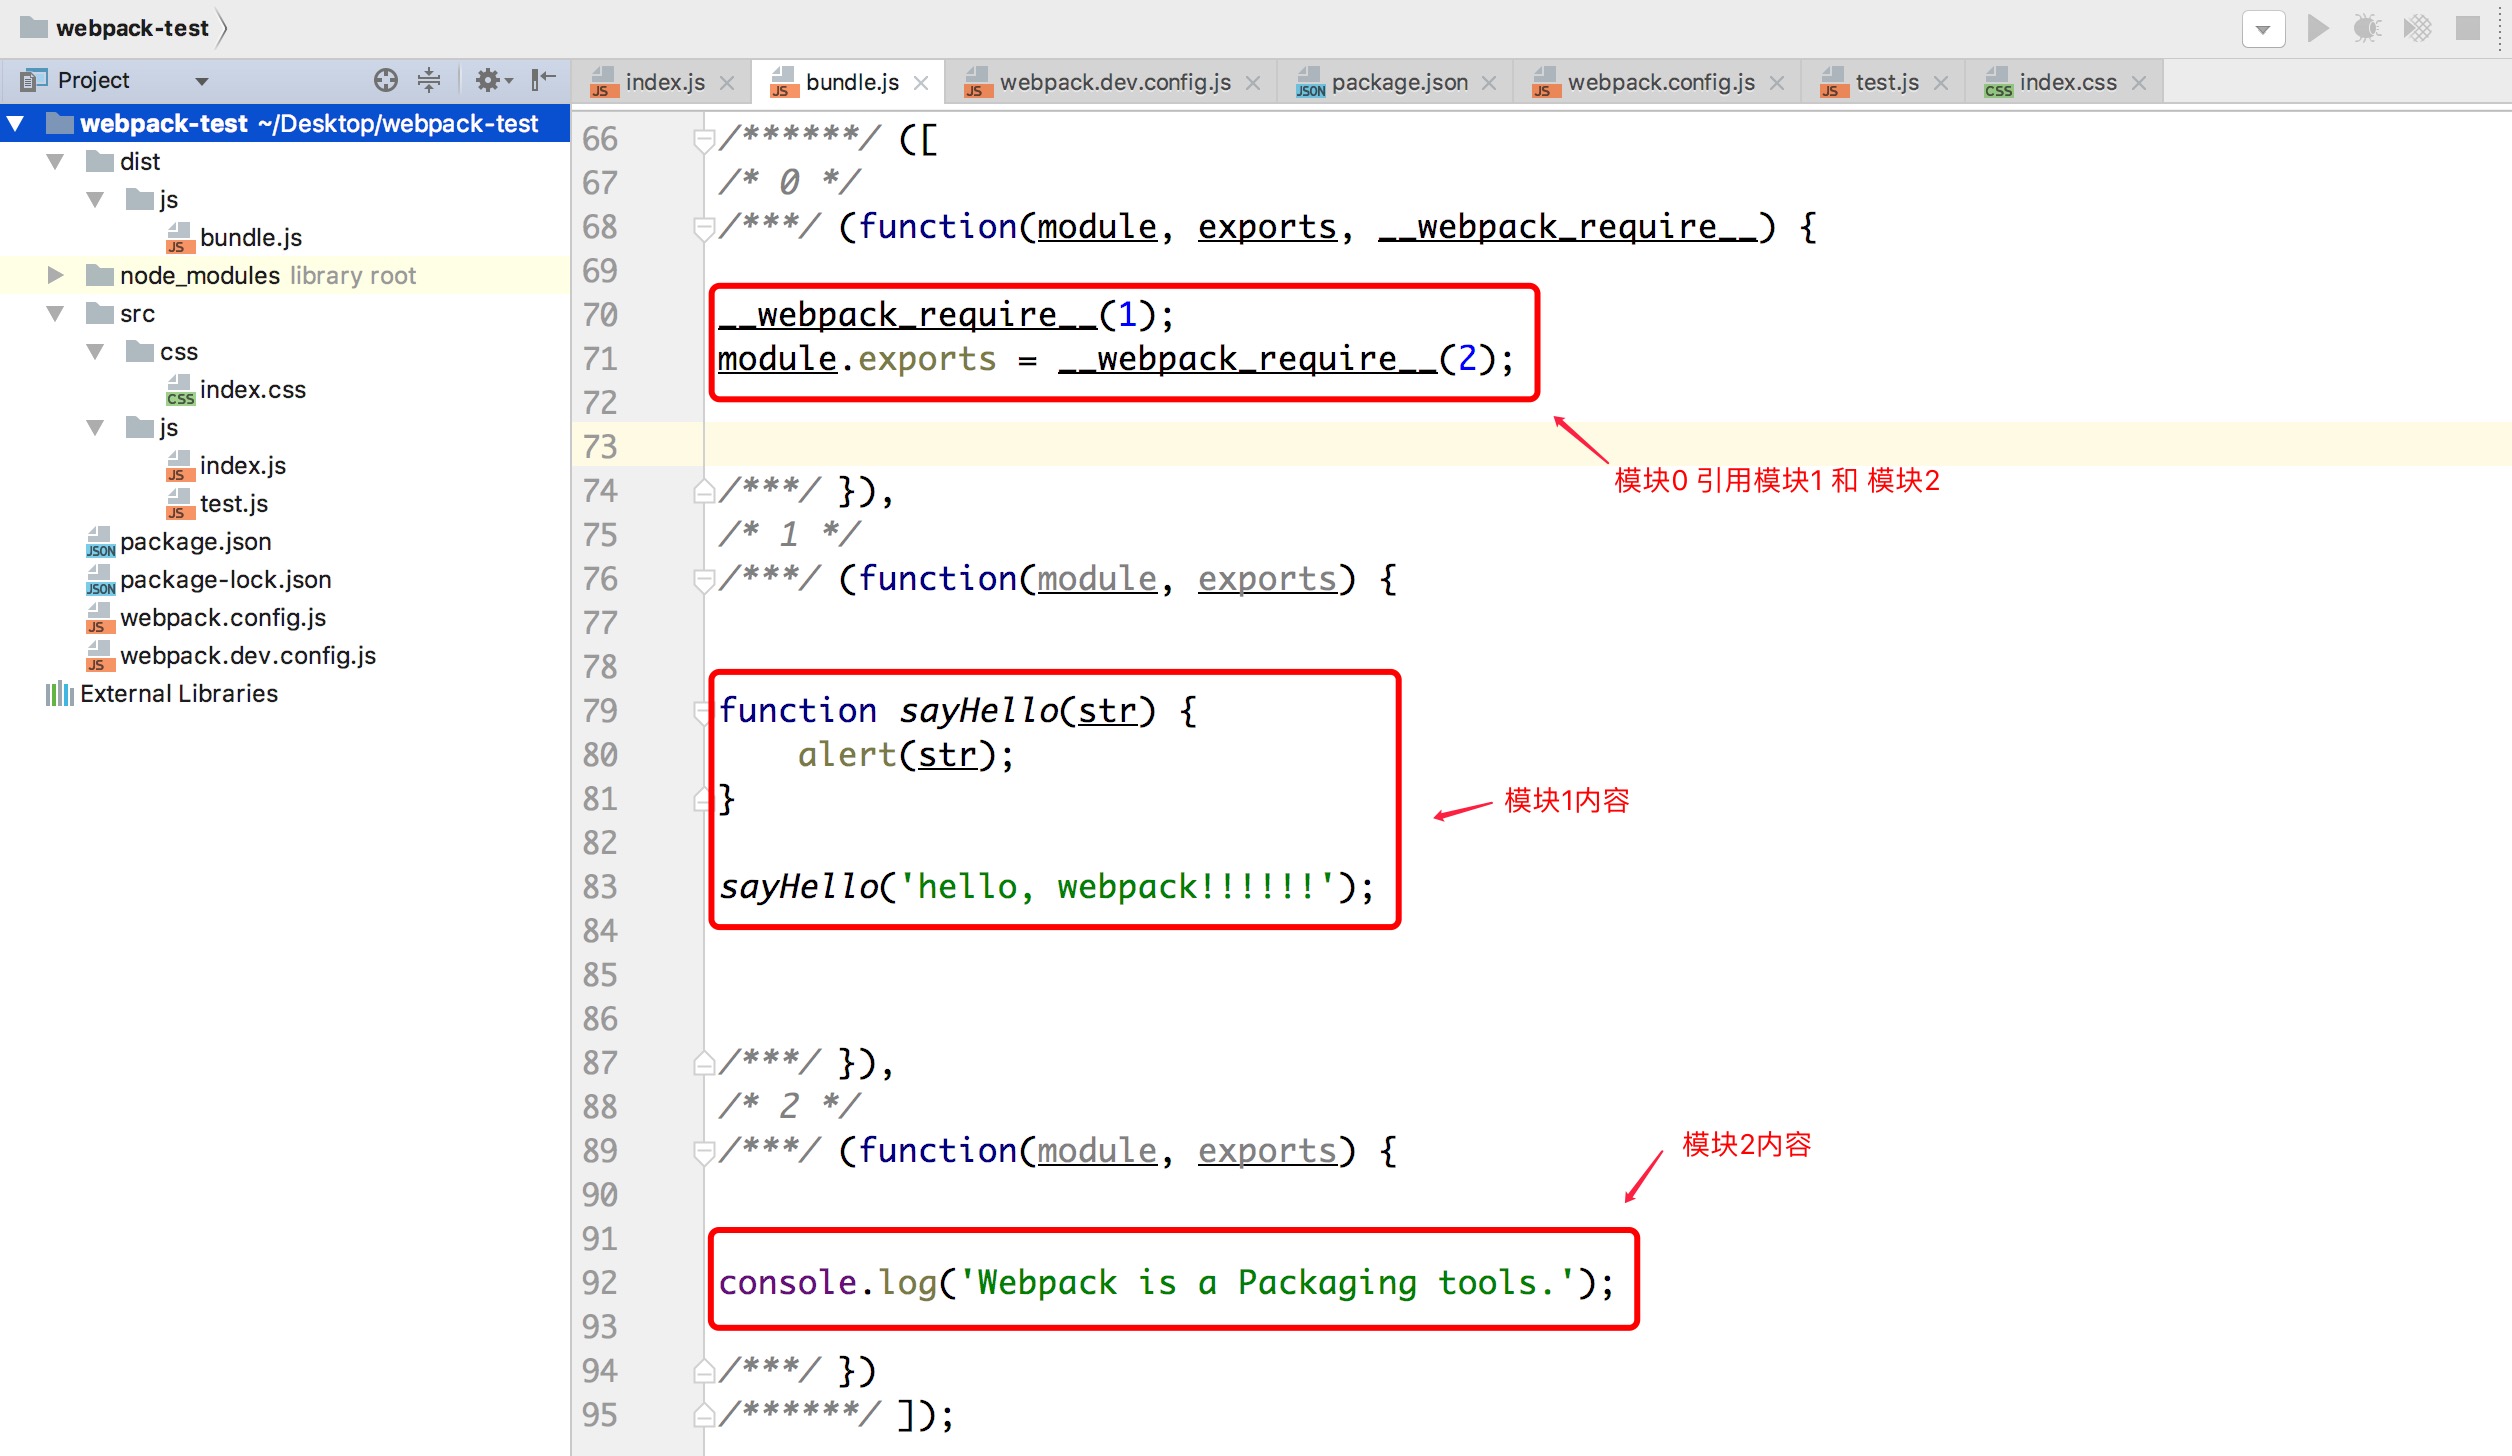 webpack-test
Project
index.js
bundle.js
webpack.dev.config.js
package.json
webpack.config.js
test.js
index.css
webpack-test ~/Desktop/webpack-test
dist
js
bundle.js
node_modules library root
src
css
index.css
js
index.js
test.js
package.json
package-lock.json
webpack.config.js
webpack.dev.config.js
External Libraries
66 /******/ ([
67 /* 0 */
68 /***/ (function(module, exports, __webpack_require__) {
69
70 __webpack_require__(1);
71 module.exports = __webpack_require__(2);
72
73
模块0 引用模块1 和 模块2
74 /***/ }),
75 /* 1 */
76 /***/ (function(module, exports) {
77
78
79 function sayHello(str) {
80     alert(str);
81 }
模块1内容
82
83 sayHello('hello, webpack!!!!!!');
84
85
86
87 /***/ }),
88 /* 2 */
89 /***/ (function(module, exports) {
模块2内容
90
91
92 console.log('Webpack is a Packaging tools.');
93
94 /***/ })
95 /******/ ]);